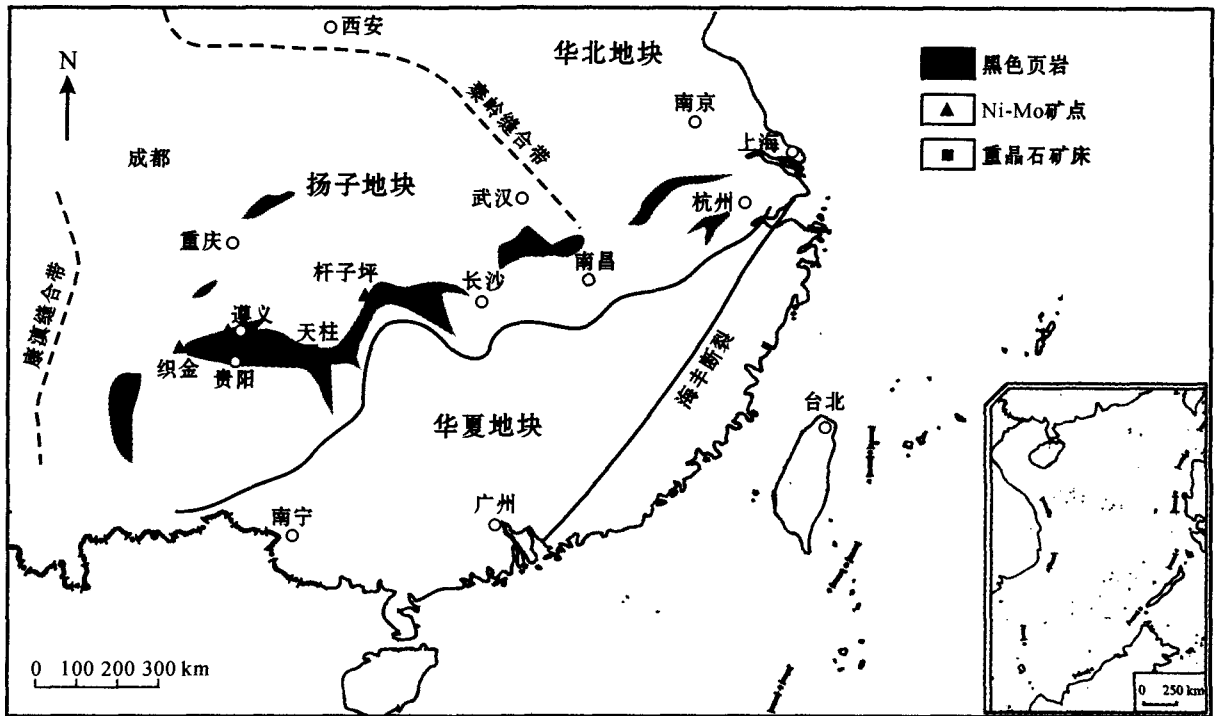 西安
华北地块
黑色页岩
N
南京
Ni-Mo矿点
秦岭缝合带
上海
重晶石矿床
成都
扬子地块
武汉
杭州
重庆
杆子坪
长沙
南昌
康滇缝合带
遵义
天柱
织金
贵阳
海丰断裂
华夏地块
台北
广州
南宁
0 100 200 300 km
0 250 km